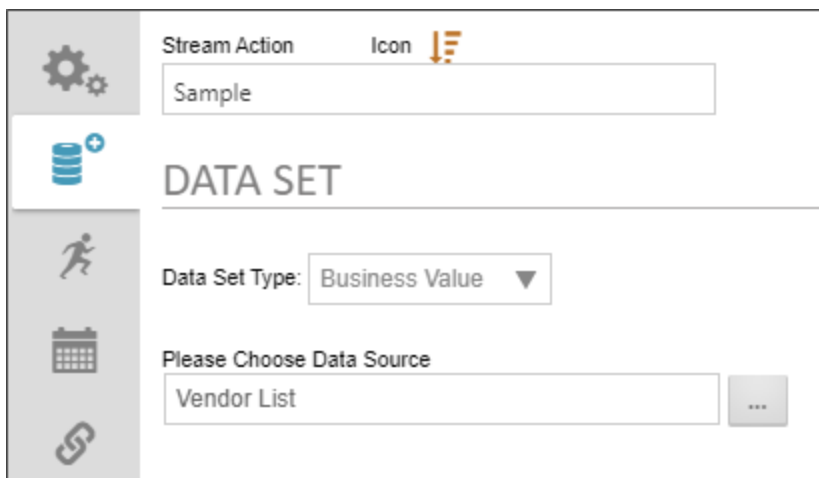 Stream Action Icon
Sample
DATA SET
Data Set Type: Business Value
Please Choose Data Source
Vendor List ...